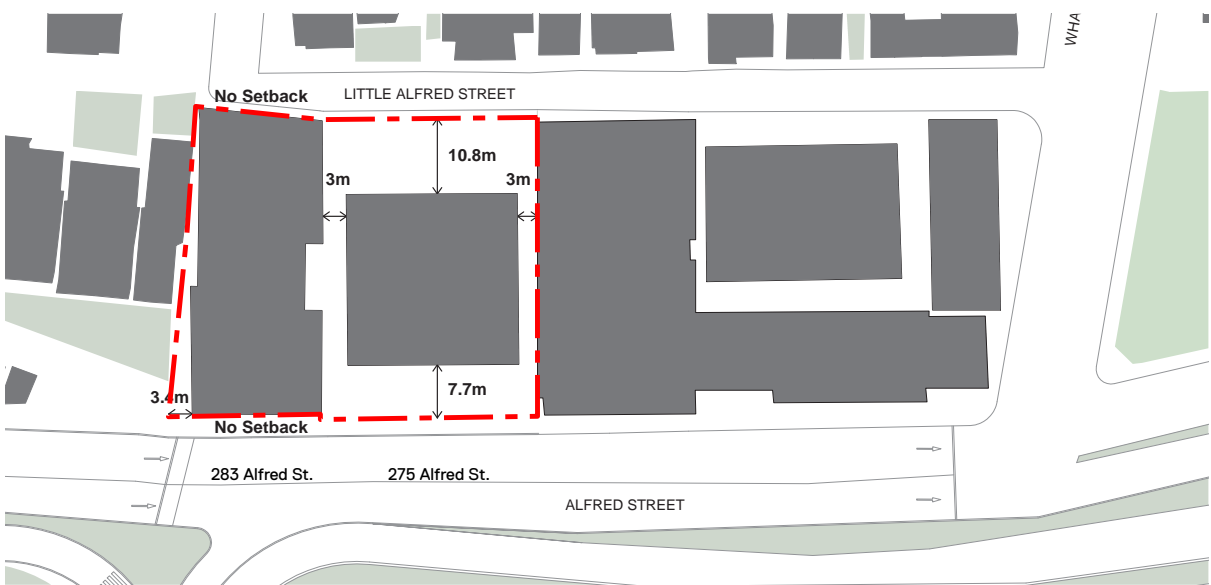 WHA
No Setback
LITTLE ALFRED STREET
10.8m
3m
3m
7.7m
3.4m
No Setback
283 Alfred St.
275 Alfred St.
ALFRED STREET